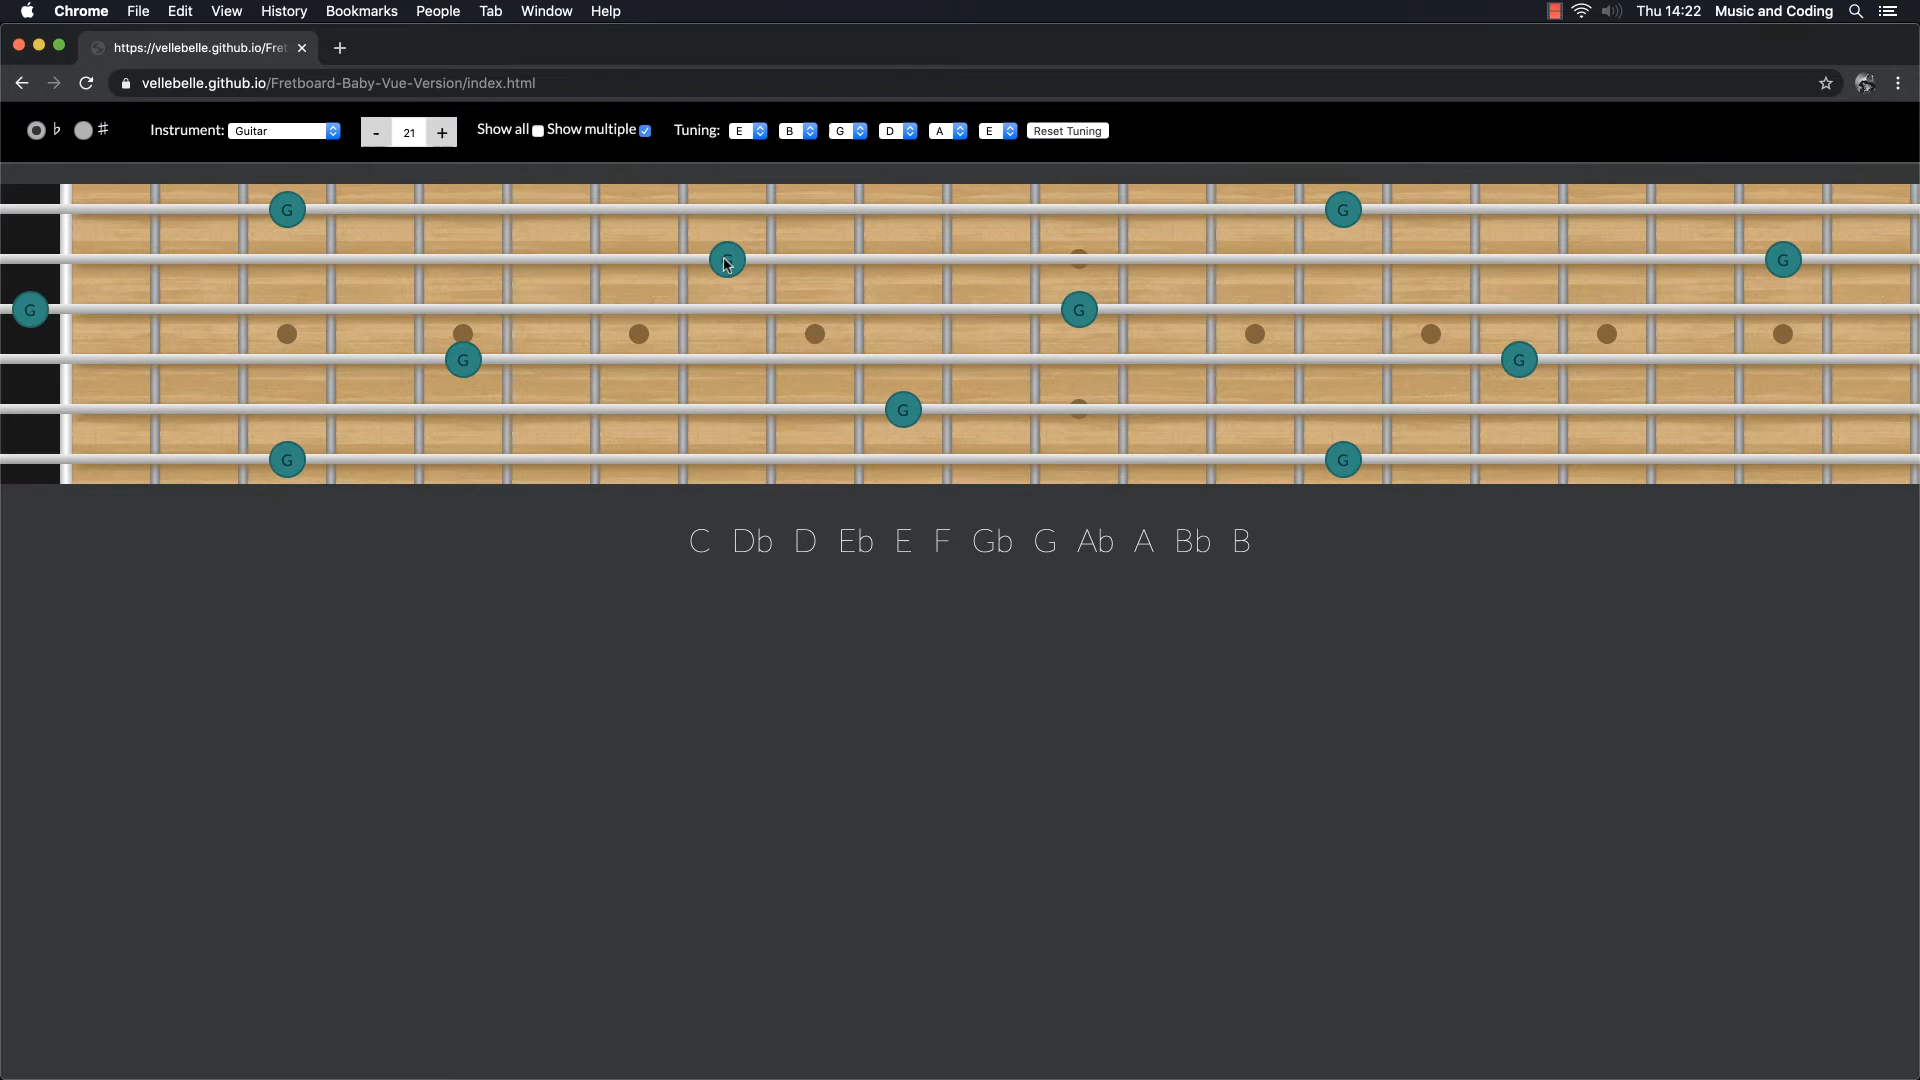 Chrome File Edit View History Bookmarks People Tab Window Help Thu 14:22 Music and Coding
https://vellebelle.github.io/Fret
vellebelle.github.io/Fretboard-Baby-Vue-Version/index.html
♭ ♯ Instrument: Guitar - 21 + Show all Show multiple Tuning: E B G D A E Reset Tuning
G G
G
G G
G G
G
G G
C Db D Eb E F Gb G Ab A Bb B